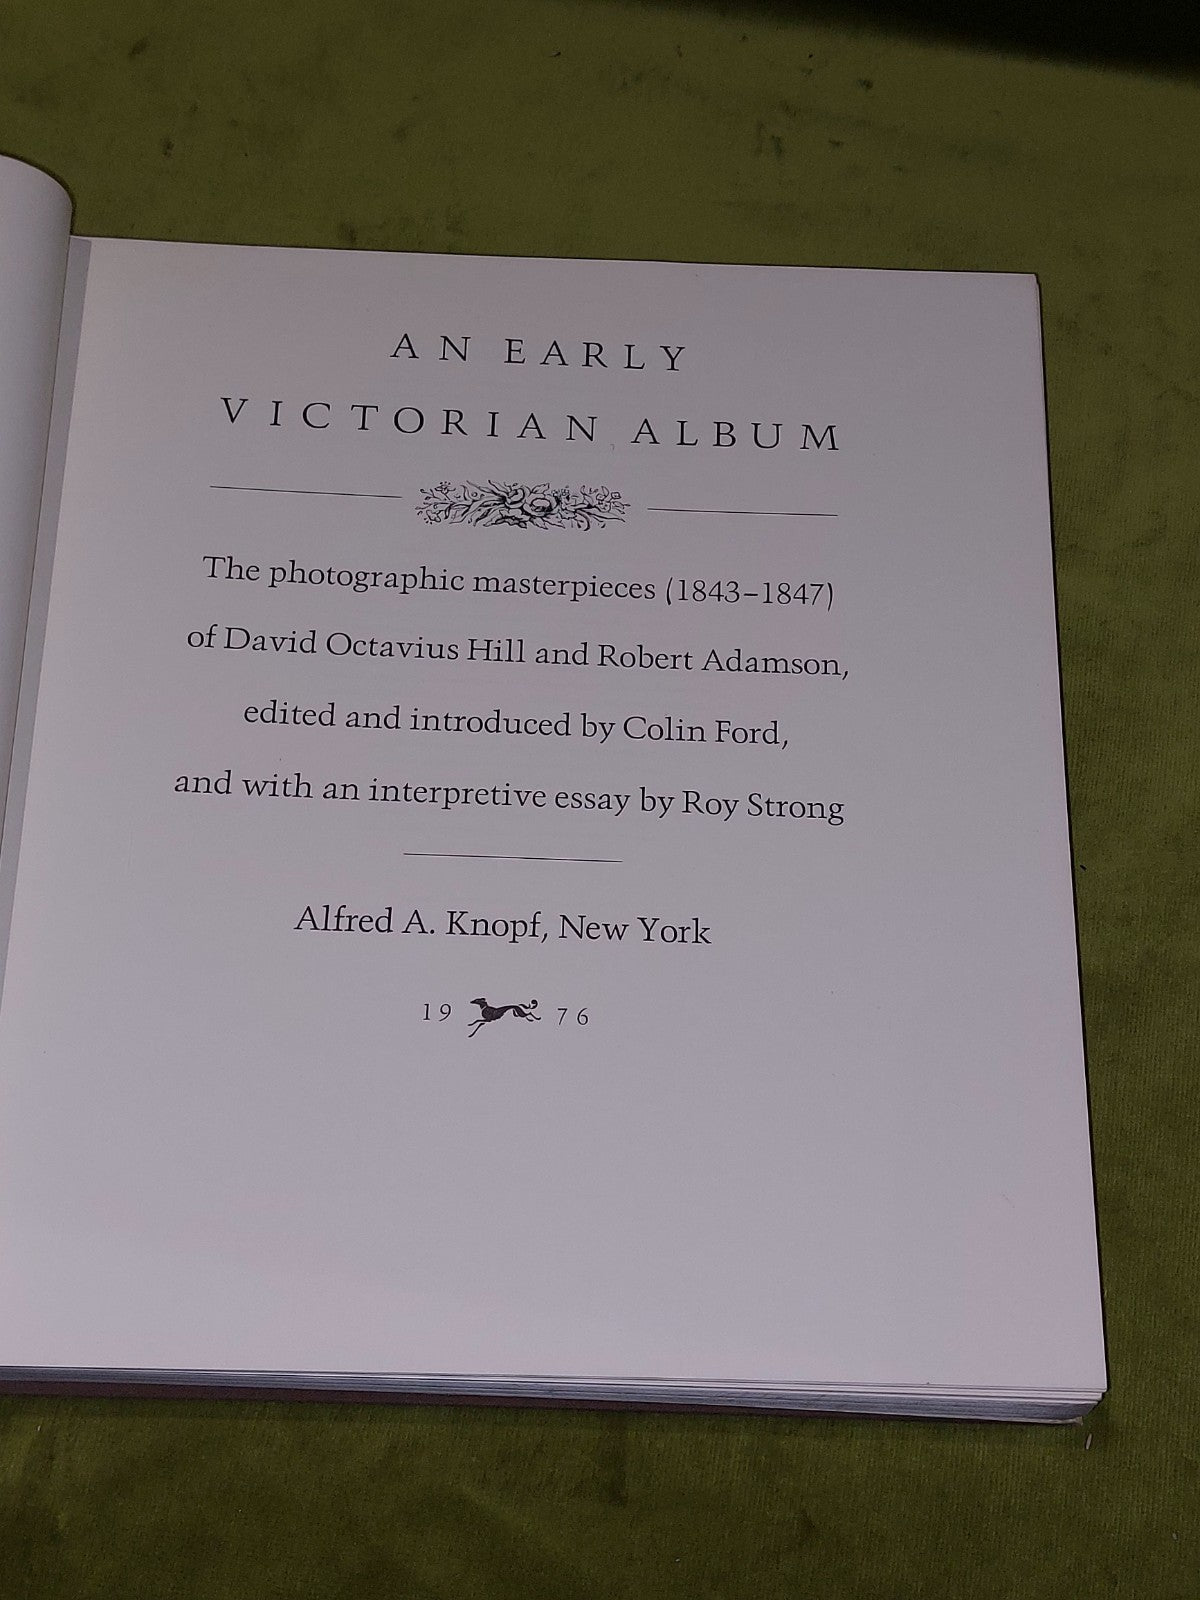 AN EARLY
VICTORIAN ALBUM
The photographic masterpieces (1843–1847)
of David Octavius Hill and Robert Adamson,
edited and introduced by Colin Ford,
and with an interpretive essay by Roy Strong
Alfred A. Knopf, New York
19 76